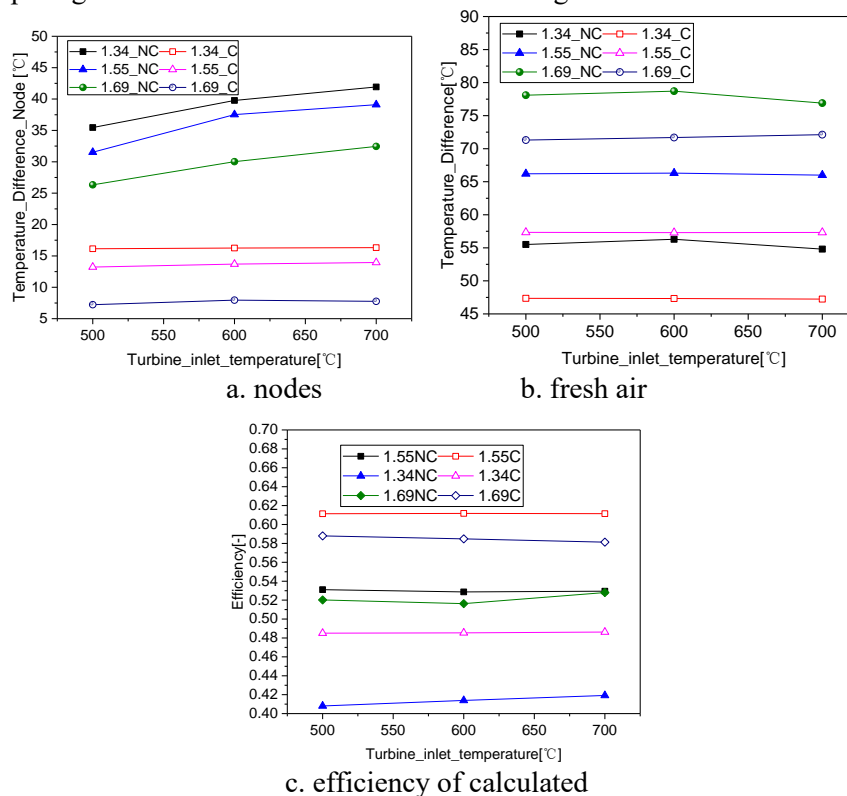 1.34_NC 1.34_C
1.55_NC 1.55_C
1.69_NC 1.69_C
Temperature_Difference_Node [℃]
50
45
40
35
30
25
20
15
10
5
500 550 600 650 700
Turbine_inlet_temperature[℃]
a. nodes
1.34_NC 1.34_C
1.55_NC 1.55_C
1.69_NC 1.69_C
Temperature_Difference[℃]
90
85
80
75
70
65
60
55
50
45
500 550 600 650 700
Turbine_inlet_temperature[℃]
b. fresh air
1.55NC 1.55C
1.34NC 1.34C
1.69NC 1.69C
Efficiency[-]
0.70
0.68
0.66
0.64
0.62
0.60
0.58
0.56
0.54
0.52
0.50
0.48
0.46
0.44
0.42
0.40
500 550 600 650 700
Turbine_inlet_temperature[℃]
c. efficiency of calculated